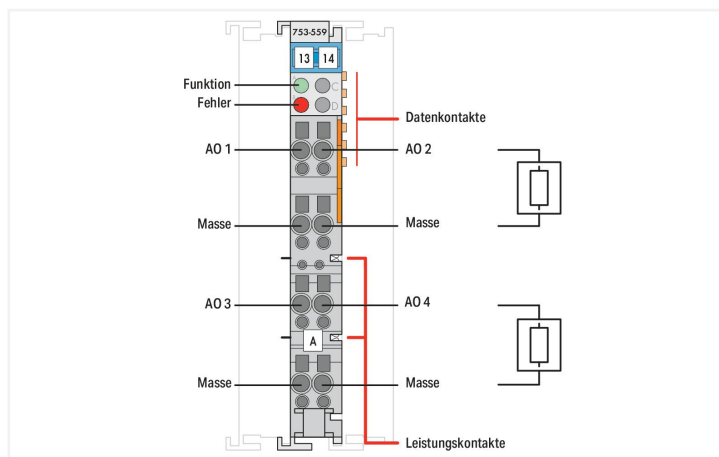 753-559
13 14
Funktion
C
Fehler
D
Datenkontakte
AO 1
AO 2
Masse
Masse
AO 3
AO 4
A
Masse
Masse
Leistungskontakte